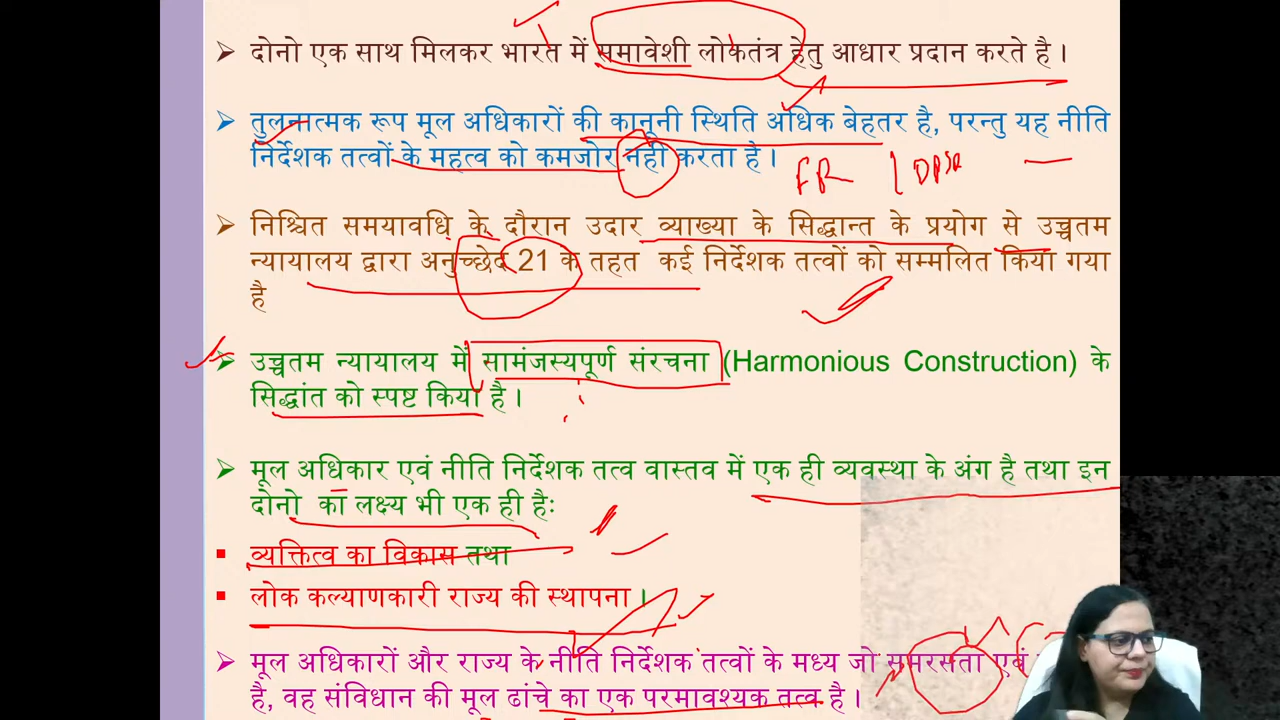 ➢ दोनो एक साथ मिलकर भारत में समावेशी लोकतंत्र हेतु आधार प्रदान करते है।
➢ तुलनात्मक रूप मूल अधिकारों की कानूनी स्थिति अधिक बेहतर है, परन्तु यह नीति
निर्देशक तत्वों के महत्व को कमजोर नही करता है।
FR / DPSP
➢ निश्चित समयावधि के दौरान उदार व्याख्या के सिद्धान्त के प्रयोग से उच्चतम
न्यायालय द्वारा अनुच्छेद 21 के तहत कई निर्देशक तत्वों को सम्मलित किया गया
है
➢ उच्चतम न्यायालय में सामंजस्यपूर्ण संरचना (Harmonious Construction) के
सिद्धांत को स्पष्ट किया है।
➢ मूल अधिकार एवं नीति निर्देशक तत्व वास्तव में एक ही व्यवस्था के अंग है तथा इन
दोनो का लक्ष्य भी एक ही है:
▪ व्यक्तित्व का विकास तथा
▪ लोक कल्याणकारी राज्य की स्थापना।
➢ मूल अधिकारों और राज्य के नीति निर्देशक तत्वों के मध्य जो समरसता एवं
है, वह संविधान की मूल ढांचे का एक परमावश्यक तत्व है।